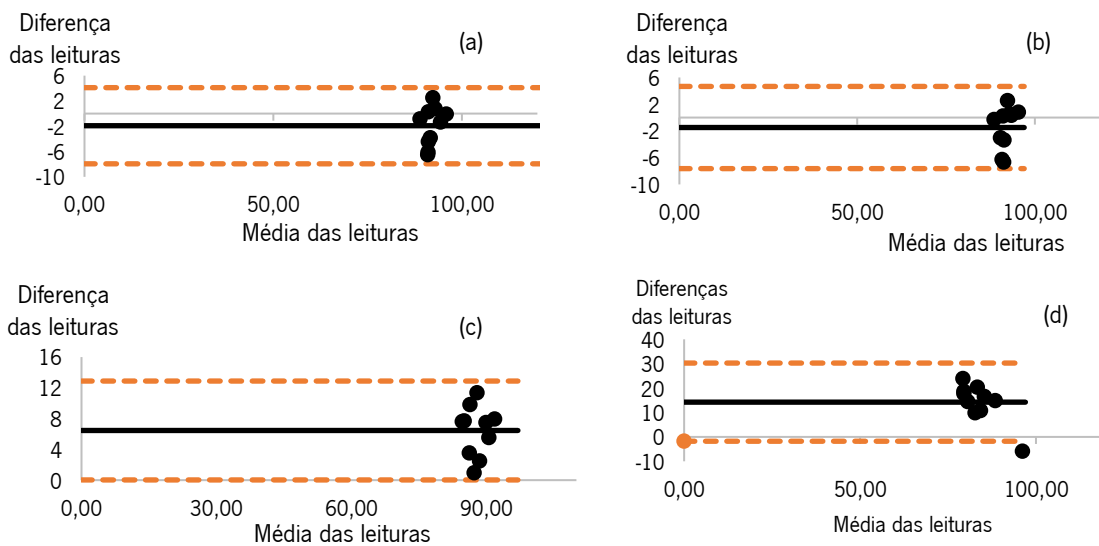 Diferença
das leituras
(a)
6
2
-2
-6
-10
0,00
50,00
100,00
Média das leituras
Diferença
das leituras
(b)
6
2
-2
-6
-10
0,00
50,00
100,00
Média das leituras
Diferença
das leituras
(c)
16
12
8
4
0
0,00
30,00
60,00
90,00
Média das leituras
Diferenças
das leituras
(d)
40
30
20
10
0
-10
0,00
50,00
100,00
Média das leituras